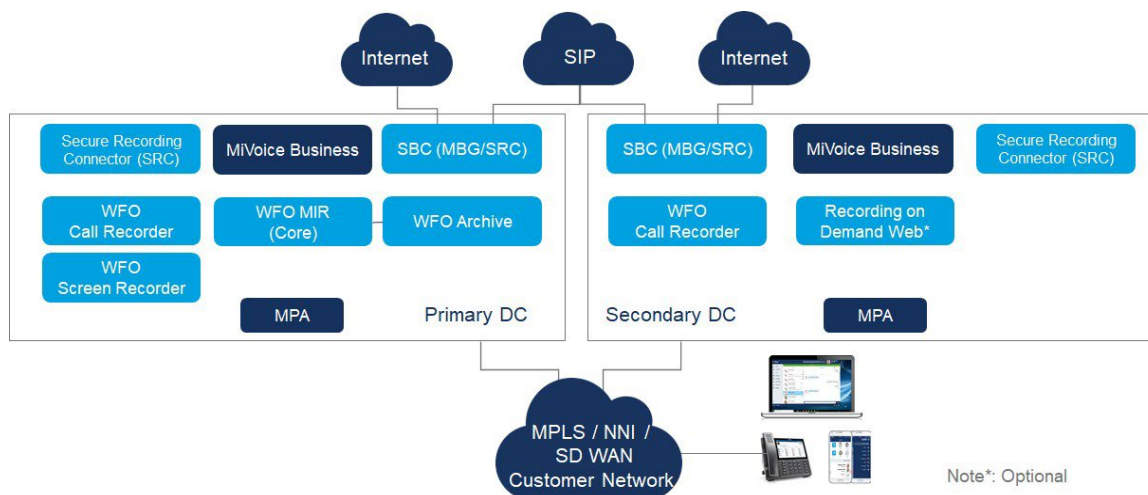 Internet
SIP
Internet
Secure Recording
Connector (SRC)
MiVoice Business
SBC (MBG/SRC)
WFO
Call Recorder
WFO MIR
(Core)
WFO Archive
WFO
Screen Recorder
MPA
Primary DC
SBC (MBG/SRC)
MiVoice Business
Secure Recording
Connector (SRC)
WFO
Call Recorder
Recording on
Demand Web*
Secondary DC
MPA
MPLS / NNI /
SD WAN
Customer Network
Note*: Optional